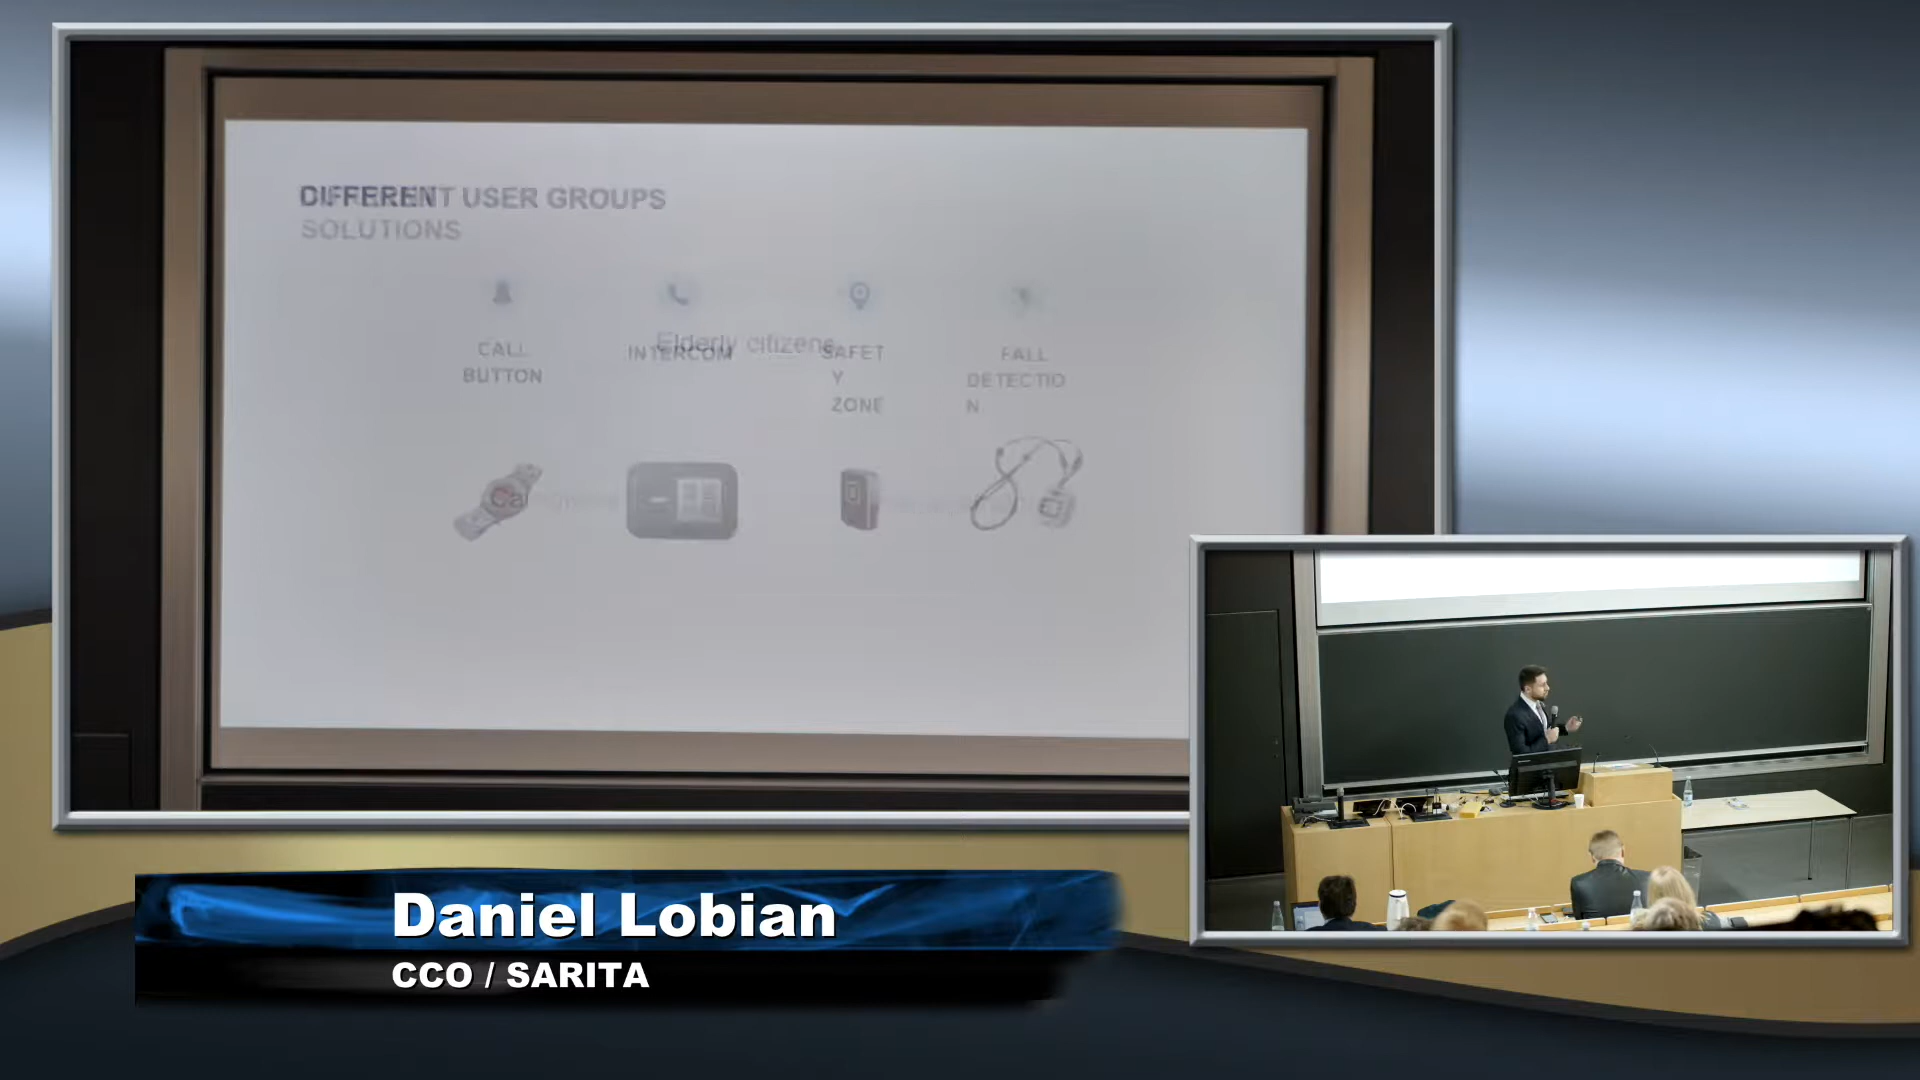 DIFFERENT USER GROUPS
SOLUTIONS
Elderly citizens
CALL
BUTTON
INTERCOM
SAFET
Y
ZONE
FALL
DETECTIO
N
Daniel Lobian
CCO / SARITA